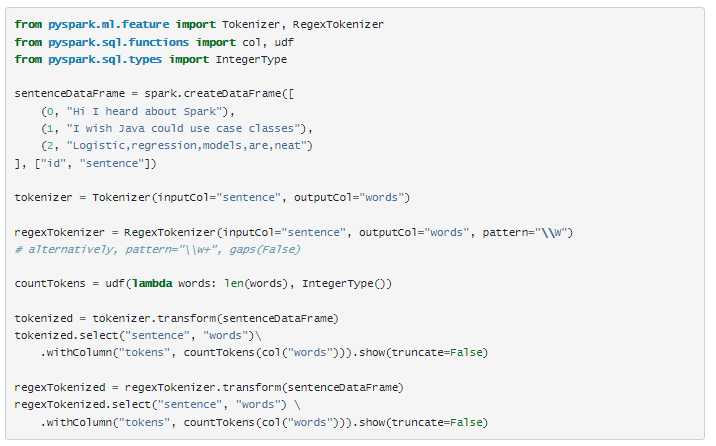 from pyspark.ml.feature import Tokenizer, RegexTokenizer
from pyspark.sql.functions import col, udf
from pyspark.sql.types import IntegerType

sentenceDataFrame = spark.createDataFrame([
    (0, "Hi I heard about Spark"),
    (1, "I wish Java could use case classes"),
    (2, "Logistic,regression,models,are,neat")
], ["id", "sentence"])

tokenizer = Tokenizer(inputCol="sentence", outputCol="words")

regexTokenizer = RegexTokenizer(inputCol="sentence", outputCol="words", pattern="\\W")
# alternatively, pattern="\\w+", gaps(False)

countTokens = udf(lambda words: len(words), IntegerType())

tokenized = tokenizer.transform(sentenceDataFrame)
tokenized.select("sentence", "words")\
    .withColumn("tokens", countTokens(col("words"))).show(truncate=False)

regexTokenized = regexTokenizer.transform(sentenceDataFrame)
regexTokenized.select("sentence", "words") \
    .withColumn("tokens", countTokens(col("words"))).show(truncate=False)